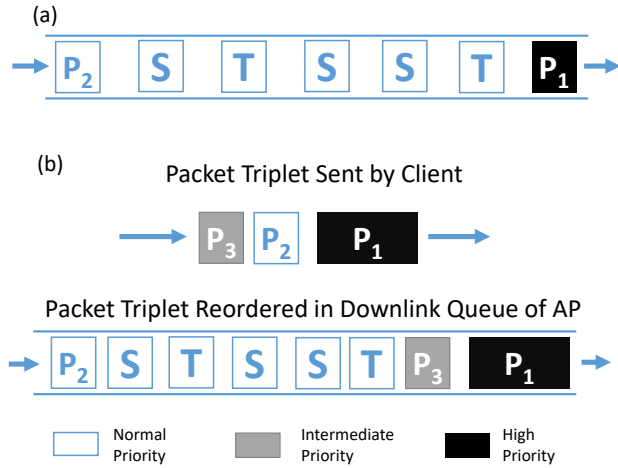 (a)
P2 S T S S T P1
(b)
Packet Triplet Sent by Client
P3 P2 P1
Packet Triplet Reordered in Downlink Queue of AP
P2 S T S S T P3 P1
Normal Priority
Intermediate Priority
High Priority